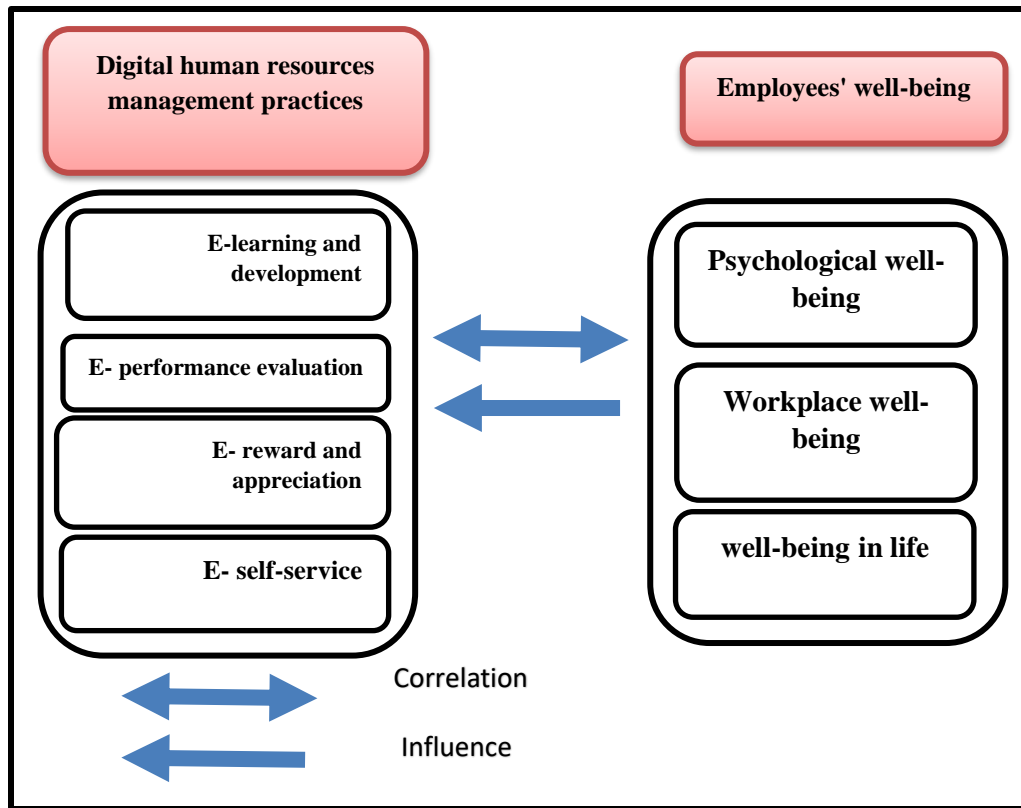 Digital human resources
management practices
E-learning and
development
E- performance evaluation
E- reward and
appreciation
E- self-service
Employees' well-being
Psychological well-
being
Workplace well-
being
well-being in life
Correlation
Influence